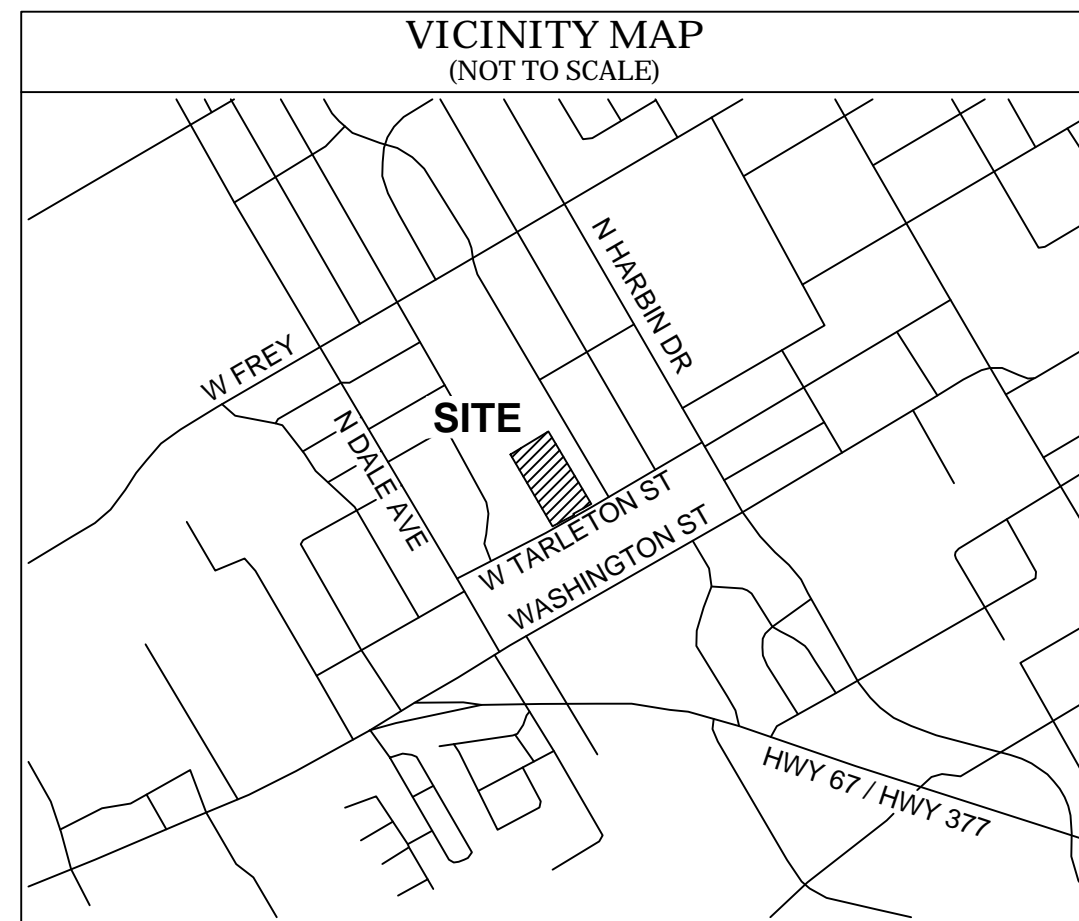 VICINITY MAP
(NOT TO SCALE)
N HARBIN DR
W FREY
SITE
N DALE AVE
W TARLETON ST
WASHINGTON ST
HWY 67 / HWY 377